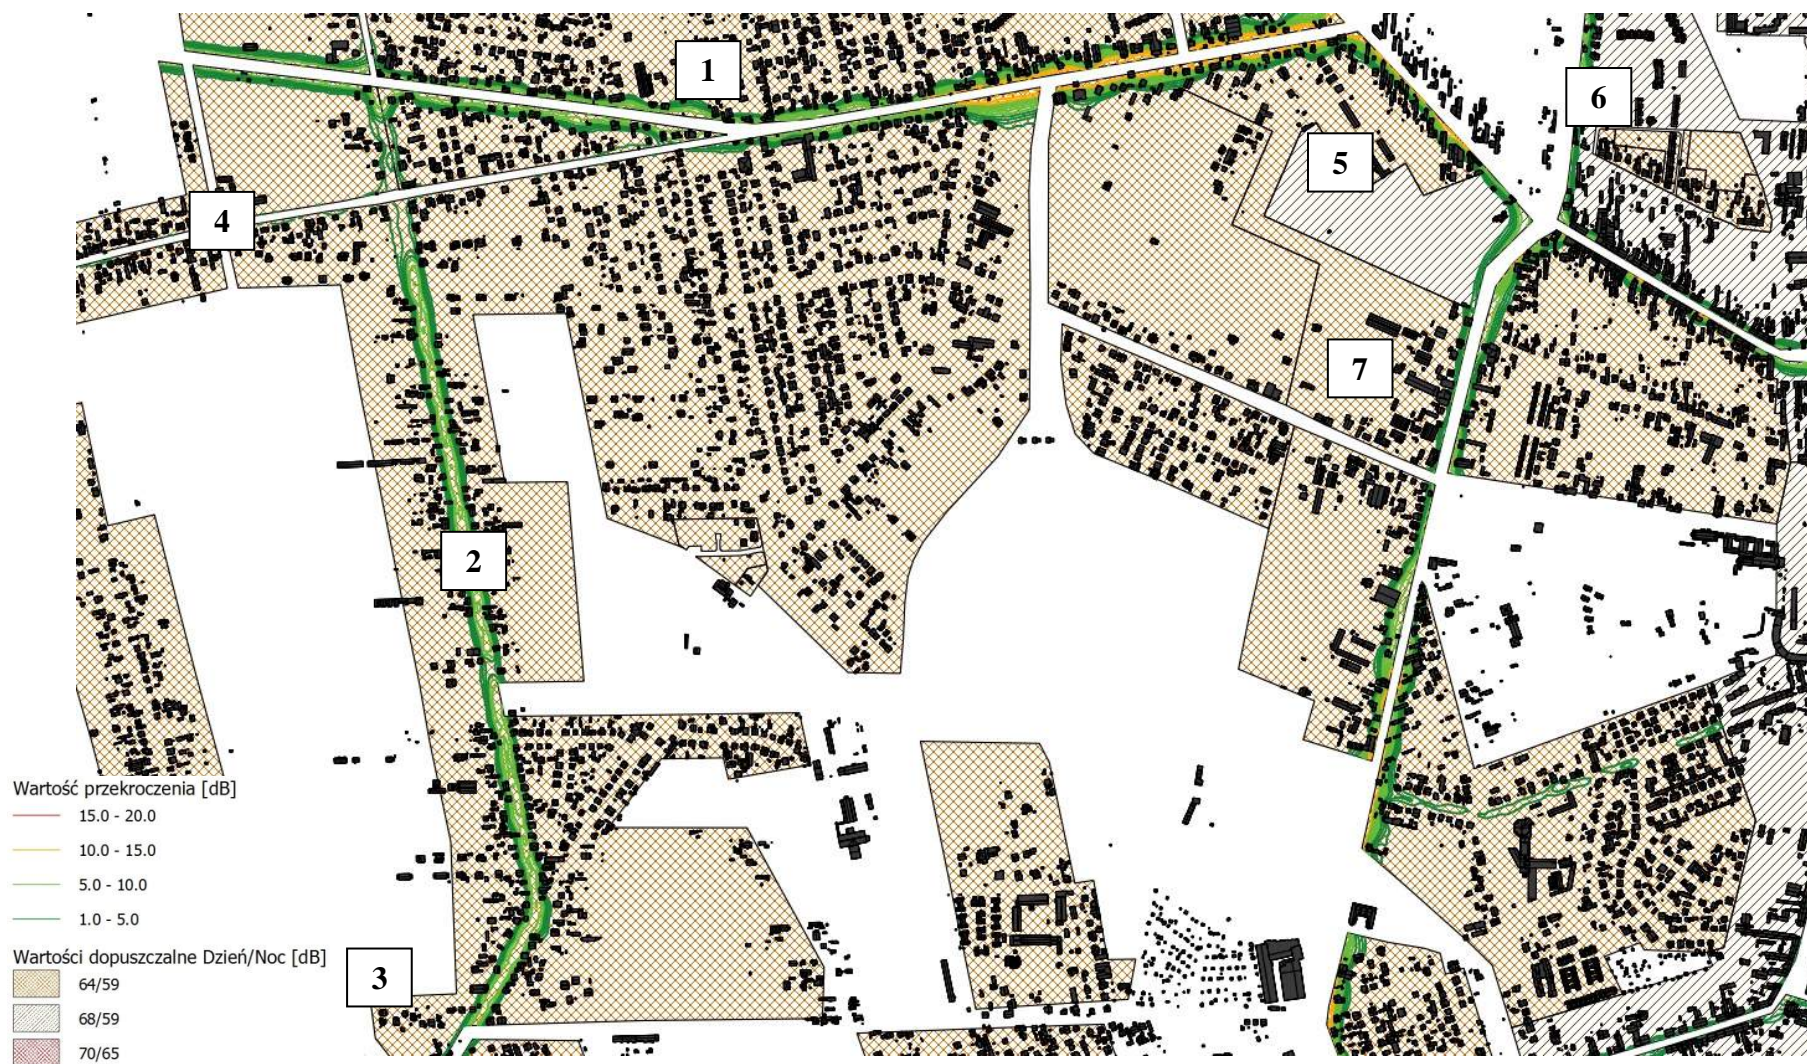 1
6
5
4
7
2
Wartość przekroczenia [dB]
15.0 - 20.0
10.0 - 15.0
5.0 - 10.0
1.0 - 5.0
Wartości dopuszczalne Dzień/Noc [dB]
3
64/59
68/59
70/65